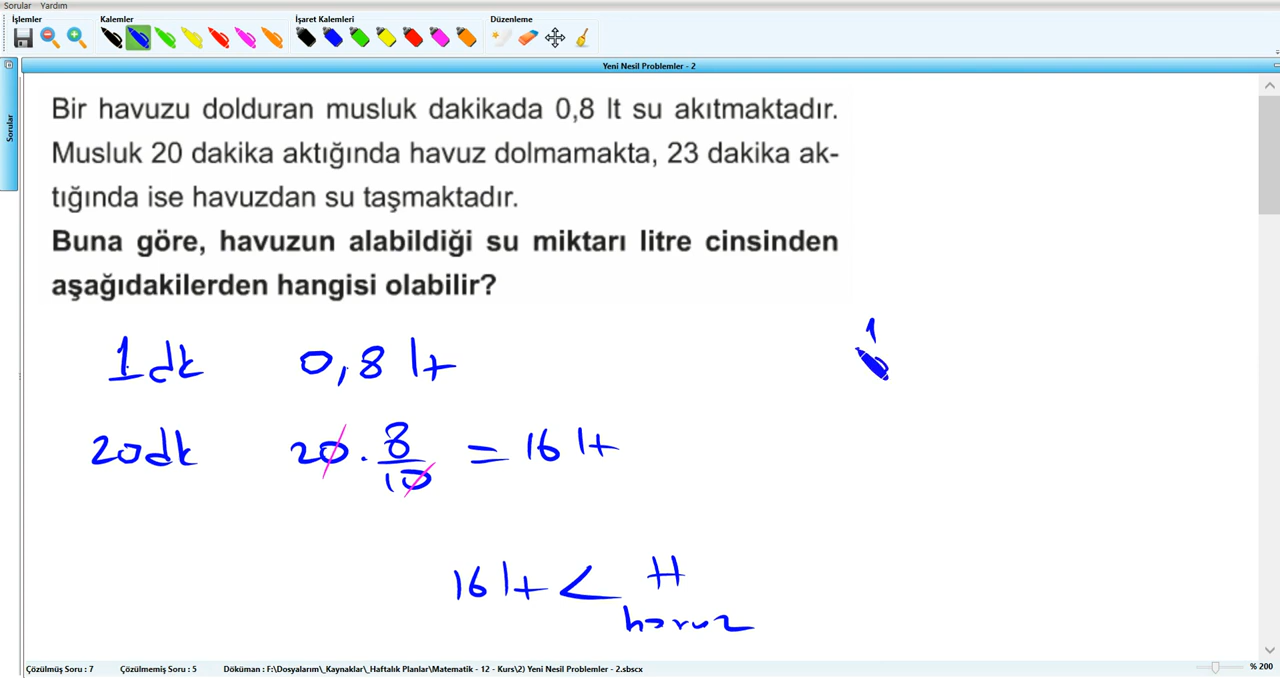 Sorular Yardım
İşlemler Kalemler İşaret Kalemleri Düzenleme
Yeni Nesil Problemler - 2
Sorular
Bir havuzu dolduran musluk dakikada 0,8 lt su akıtmaktadır.
Musluk 20 dakika aktığında havuz dolmamakta, 23 dakika ak-
tığında ise havuzdan su taşmaktadır.
Buna göre, havuzun alabildiği su miktarı litre cinsinden
aşağıdakilerden hangisi olabilir?
1
1dk 0,8 lt
20dk 20 . 8/10 = 16 lt
16 lt < H
havuz
Çözülmüş Soru : 7 Çözülmemiş Soru : 5 Döküman : F:\Dosyalarım\_Kaynaklar\_Haftalık Planlar\Matematik - 12 - Kurs\2) Yeni Nesil Problemler - 2.sbscx % 200